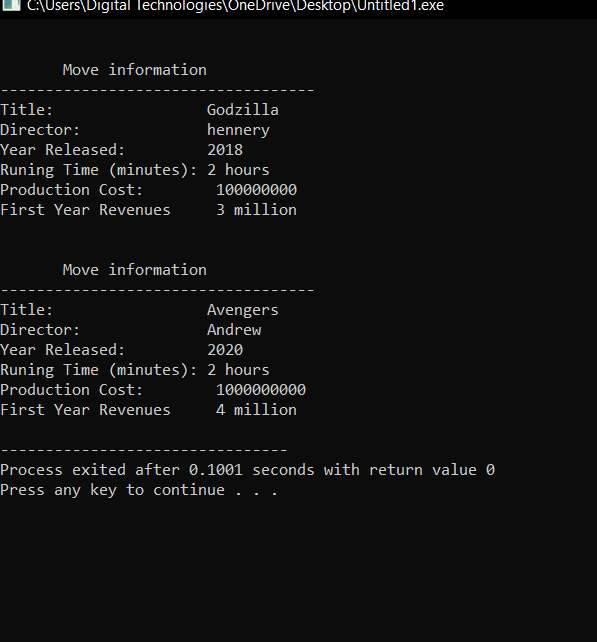 C:\Users\Digital Technologies\OneDrive\Desktop\Untitled1.exe
Move information
-----------------------------------
Title: Godzilla
Director: hennery
Year Released: 2018
Runing Time (minutes): 2 hours
Production Cost: 100000000
First Year Revenues 3 million
Move information
-----------------------------------
Title: Avengers
Director: Andrew
Year Released: 2020
Runing Time (minutes): 2 hours
Production Cost: 1000000000
First Year Revenues 4 million
--------------------------------
Process exited after 0.1001 seconds with return value 0
Press any key to continue . . .